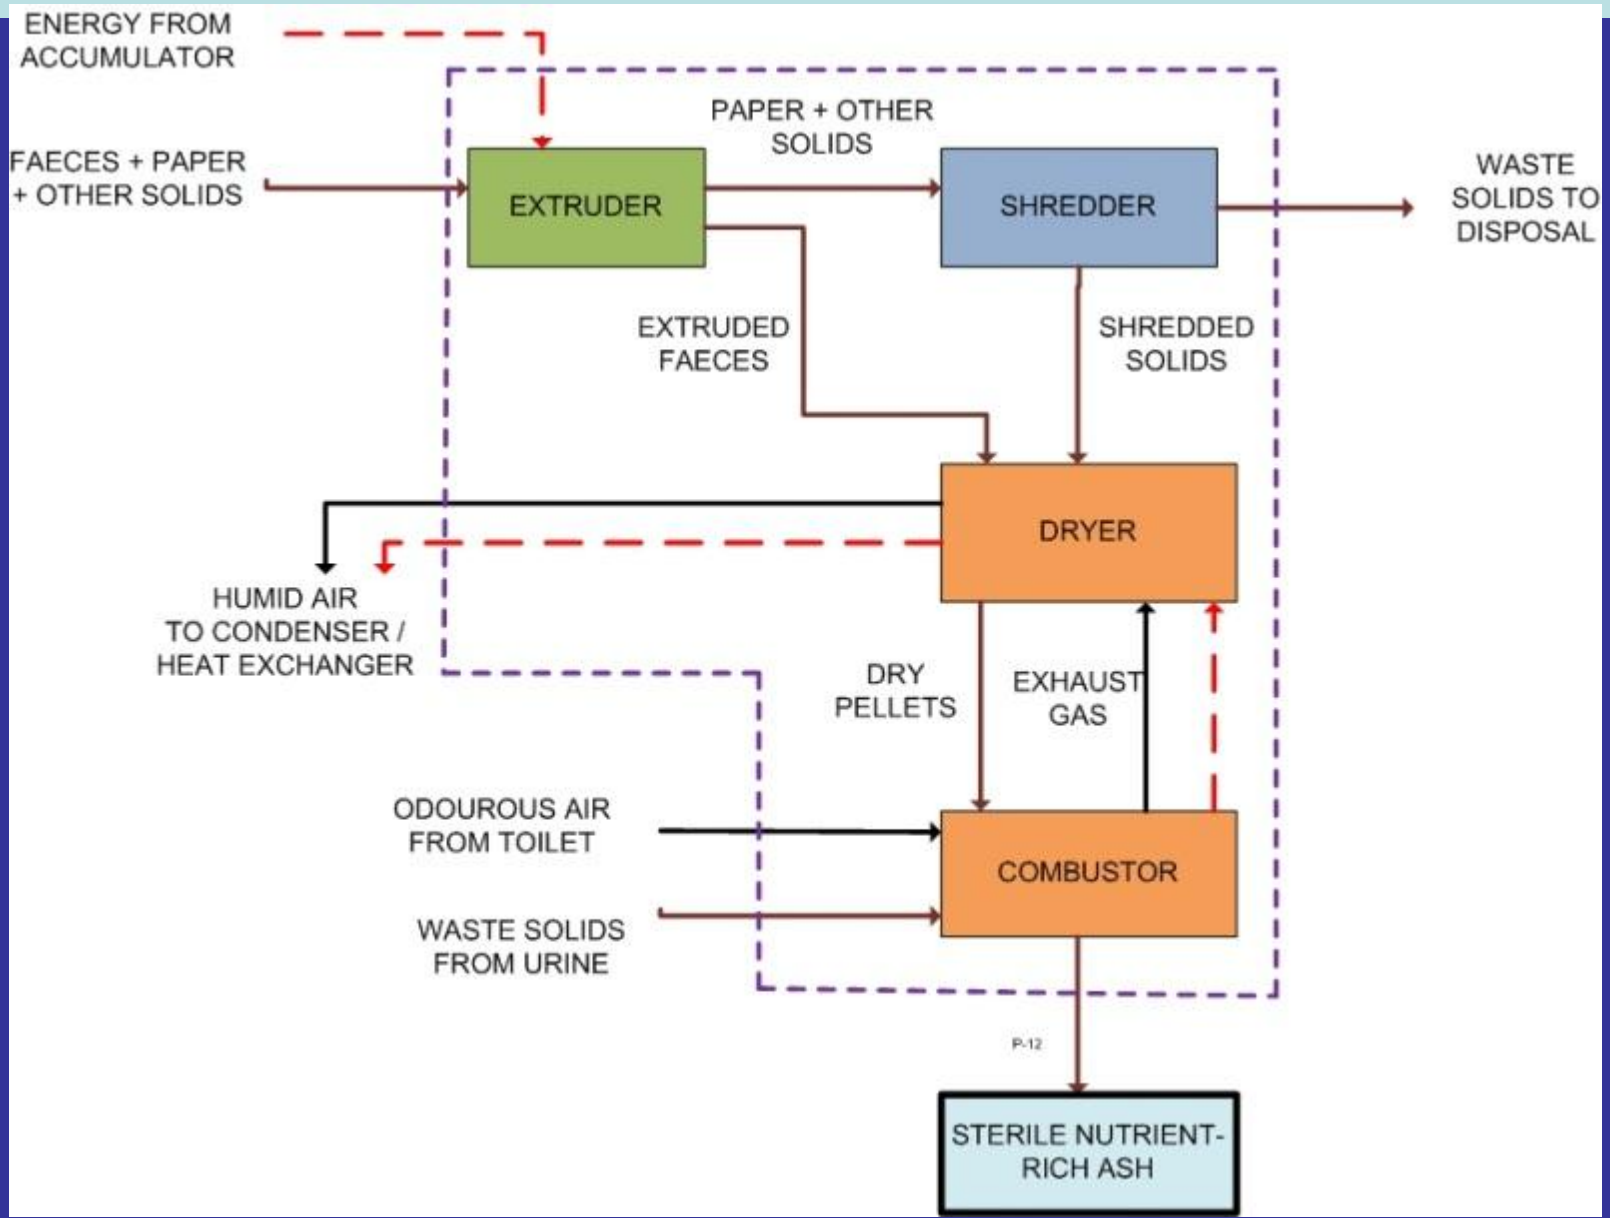 ENERGY FROM
ACCUMULATOR
PAPER + OTHER
SOLIDS
FAECES + PAPER
+ OTHER SOLIDS
EXTRUDER
SHREDDER
WASTE
SOLIDS TO
DISPOSAL
EXTRUDED
FAECES
SHREDDED
SOLIDS
DRYER
HUMID AIR
TO CONDENSER /
HEAT EXCHANGER
DRY
PELLETS
EXHAUST
GAS
ODOUROUS AIR
FROM TOILET
COMBUSTOR
WASTE SOLIDS
FROM URINE
P-12
STERILE NUTRIENT-
RICH ASH